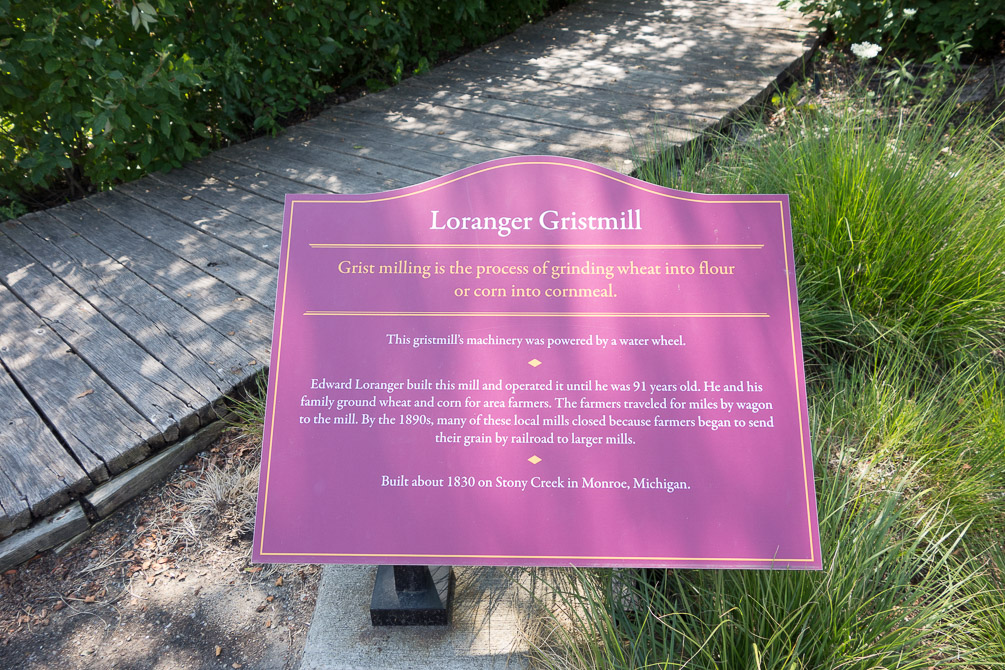 Loranger Gristmill
Grist milling is the process of grinding wheat into flour
or corn into cornmeal.
This gristmill's machinery was powered by a water wheel.
Edward Loranger built this mill and operated it until he was 91 years old. He and his
family ground wheat and corn for area farmers. The farmers traveled for miles by wagon
to the mill. By the 1890s, many of these local mills closed because farmers began to send
their grain by railroad to larger mills.
Built about 1830 on Stony Creek in Monroe, Michigan.